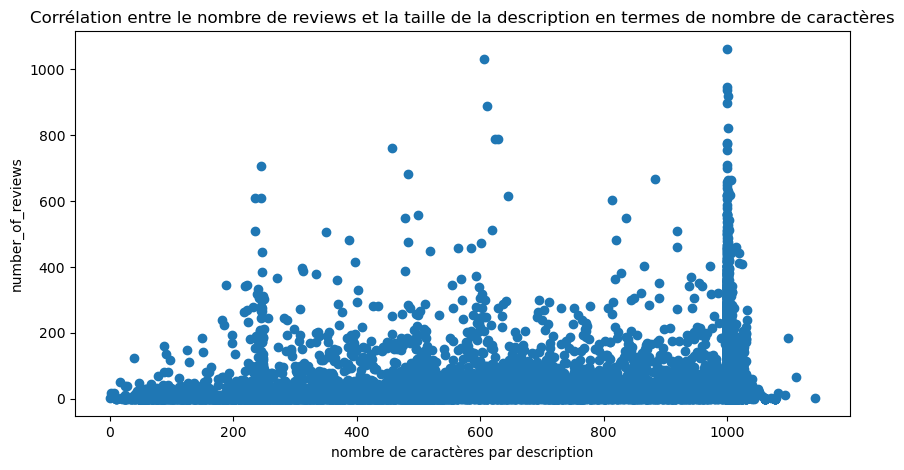 Corrélation entre le nombre de reviews et la taille de la description en termes de nombre de caractères
number_of_reviews
1000
800
600
400
200
0
0 200 400 600 800 1000
nombre de caractères par description